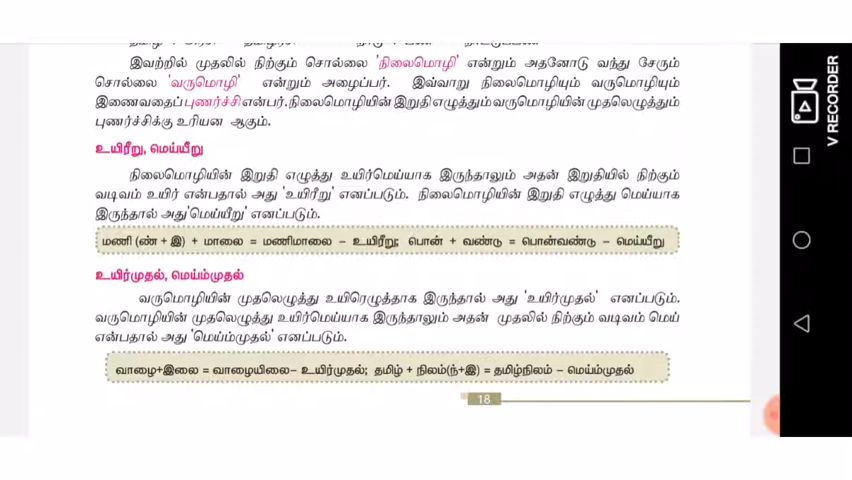 இவற்றில் முதலில் நிற்கும் சொல்லை 'நிலைமொழி' என்றும் அதனோடு வந்து சேரும்
சொல்லை 'வருமொழி' என்றும் அழைப்பர். இவ்வாறு நிலைமொழியும் வருமொழியும்
இணைவதைப் புணர்ச்சி என்பர். நிலைமொழியின் இறுதி எழுத்தும் வருமொழியின் முதலெழுத்தும்
புணர்ச்சிக்கு உரியன ஆகும்.
உயிரீறு, மெய்யீறு
நிலைமொழியின் இறுதி எழுத்து உயிர்மெய்யாக இருந்தாலும் அதன் இறுதியில் நிற்கும்
வடிவம் உயிர் என்பதால் அது 'உயிரீறு' எனப்படும். நிலைமொழியின் இறுதி எழுத்து மெய்யாக
இருந்தால் அது 'மெய்யீறு' எனப்படும்.
மணி (ண் + இ) + மாலை = மணிமாலை – உயிரீறு; பொன் + வண்டு = பொன்வண்டு – மெய்யீறு
உயிர்முதல், மெய்ம்முதல்
வருமொழியின் முதலெழுத்து உயிரெழுத்தாக இருந்தால் அது 'உயிர்முதல்' எனப்படும்.
வருமொழியின் முதலெழுத்து உயிர்மெய்யாக இருந்தாலும் அதன் முதலில் நிற்கும் வடிவம் மெய்
என்பதால் அது 'மெய்ம்முதல்' எனப்படும்.
வாழை+இலை = வாழையிலை– உயிர்முதல்; தமிழ் + நிலம்(ந்+இ) = தமிழ்நிலம் – மெய்ம்முதல்
18
V RECORDER